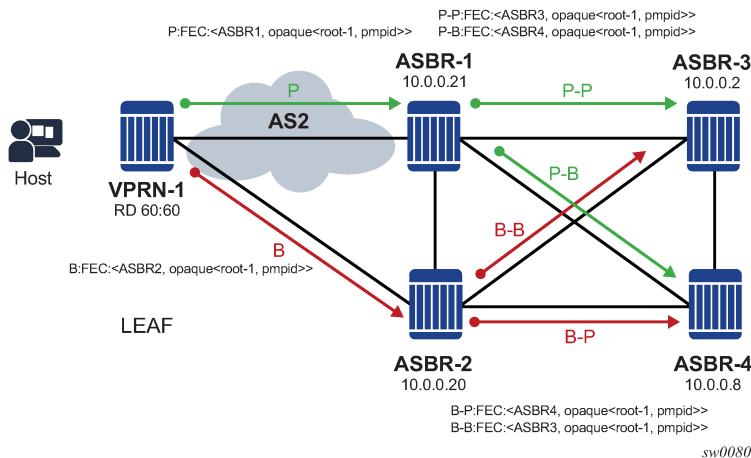 P-P:FEC:<ASBR3, opaque<root-1, pmpid>>
P:FEC:<ASBR1, opaque<root-1, pmpid>>
P-B:FEC:<ASBR4, opaque<root-1, pmpid>>
ASBR-1
10.0.0.21
ASBR-3
10.0.0.2
P
P-P
AS2
Host
VPRN-1
RD 60:60
P-B
B-B
B
B:FEC:<ASBR2, opaque<root-1, pmpid>>
LEAF
B-P
ASBR-2
10.0.0.20
ASBR-4
10.0.0.8
B-P:FEC:<ASBR4, opaque<root-1, pmpid>>
B-B:FEC:<ASBR3, opaque<root-1, pmpid>>
sw0080